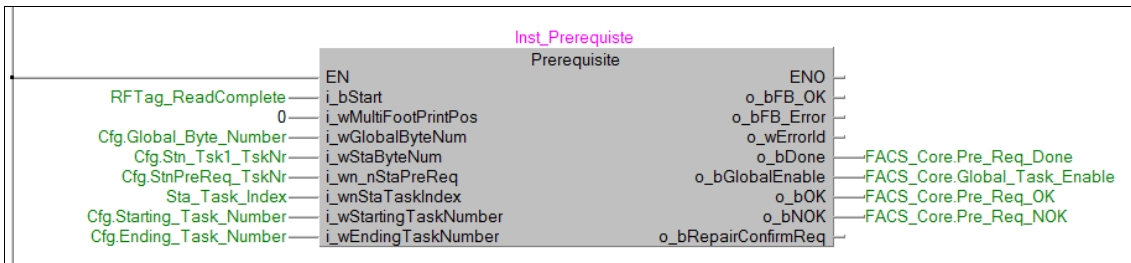 Inst_Prerequiste
Prerequisite
EN ENO
RFTag_ReadComplete i_bStart o_bFB_OK
0 i_wMultiFootPrintPos o_bFB_Error
Cfg.Global_Byte_Number i_wGlobalByteNum o_wErrorId
Cfg.Stn_Tsk1_TskNr i_wStaByteNum o_bDone FACS_Core.Pre_Req_Done
Cfg.StnPreReq_TskNr i_wn_nStaPreReq o_bGlobalEnable FACS_Core.Global_Task_Enable
Sta_Task_Index i_wnStaTaskIndex o_bOK FACS_Core.Pre_Req_OK
Cfg.Starting_Task_Number i_wStartingTaskNumber o_bNOK FACS_Core.Pre_Req_NOK
Cfg.Ending_Task_Number i_wEndingTaskNumber o_bRepairConfirmReq